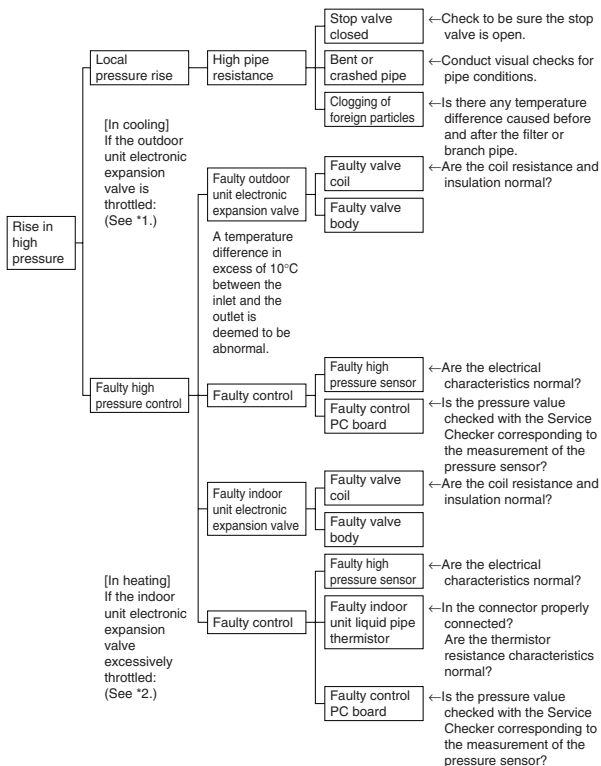 Rise in
high
pressure
Local
pressure rise
High pipe
resistance
Stop valve
closed
←Check to be sure the stop
valve is open.
Bent or
crashed pipe
←Conduct visual checks for
pipe conditions.
Clogging of
foreign particles
←Is there any temperature
difference caused before
and after the filter or
branch pipe.
[In cooling]
If the outdoor
unit electronic
expansion
valve is
throttled:
(See *1.)
Faulty high
pressure control
Faulty outdoor
unit electronic
expansion valve
A temperature
difference in
excess of 10°C
between the
inlet and the
outlet is
deemed to be
abnormal.
Faulty valve
coil
←Are the coil resistance and
insulation normal?
Faulty valve
body
Faulty control
Faulty high
pressure sensor
←Are the electrical
characteristics normal?
Faulty control
PC board
←Is the pressure value
checked with the Service
Checker corresponding to
the measurement of the
pressure sensor?
[In heating]
If the indoor
unit electronic
expansion
valve
excessively
throttled:
(See *2.)
Faulty indoor
unit electronic
expansion valve
Faulty valve
coil
←Are the coil resistance and
insulation normal?
Faulty valve
body
Faulty control
Faulty high
pressure sensor
←Are the electrical
characteristics normal?
Faulty indoor
unit liquid pipe
thermistor
←In the connector properly
connected?
Are the thermistor
resistance characteristics
normal?
Faulty control
PC board
←Is the pressure value
checked with the Service
Checker corresponding to
the measurement of the
pressure sensor?